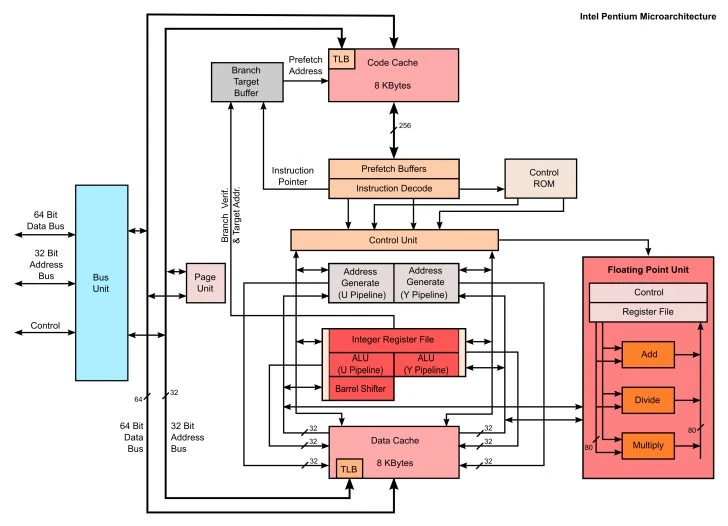 Intel Pentium Microarchitecture
TLB
Code Cache
8 KBytes
Prefetch
Address
Branch
Target
Buffer
256
Prefetch Buffers
Instruction Decode
Instruction
Pointer
Control
ROM
Branch Verif.
& Target Addr.
Control Unit
64 Bit
Data Bus
32 Bit
Address
Bus
Control
Bus
Unit
Page
Unit
Address
Generate
(U Pipeline)
Address
Generate
(Y Pipeline)
Integer Register File
ALU
(U Pipeline)
ALU
(Y Pipeline)
Barrel Shifter
Floating Point Unit
Control
Register File
Add
Divide
Multiply
80
80
64
32
64 Bit
Data
Bus
32 Bit
Address
Bus
32
32
32
32
32
32
Data Cache
8 KBytes
TLB